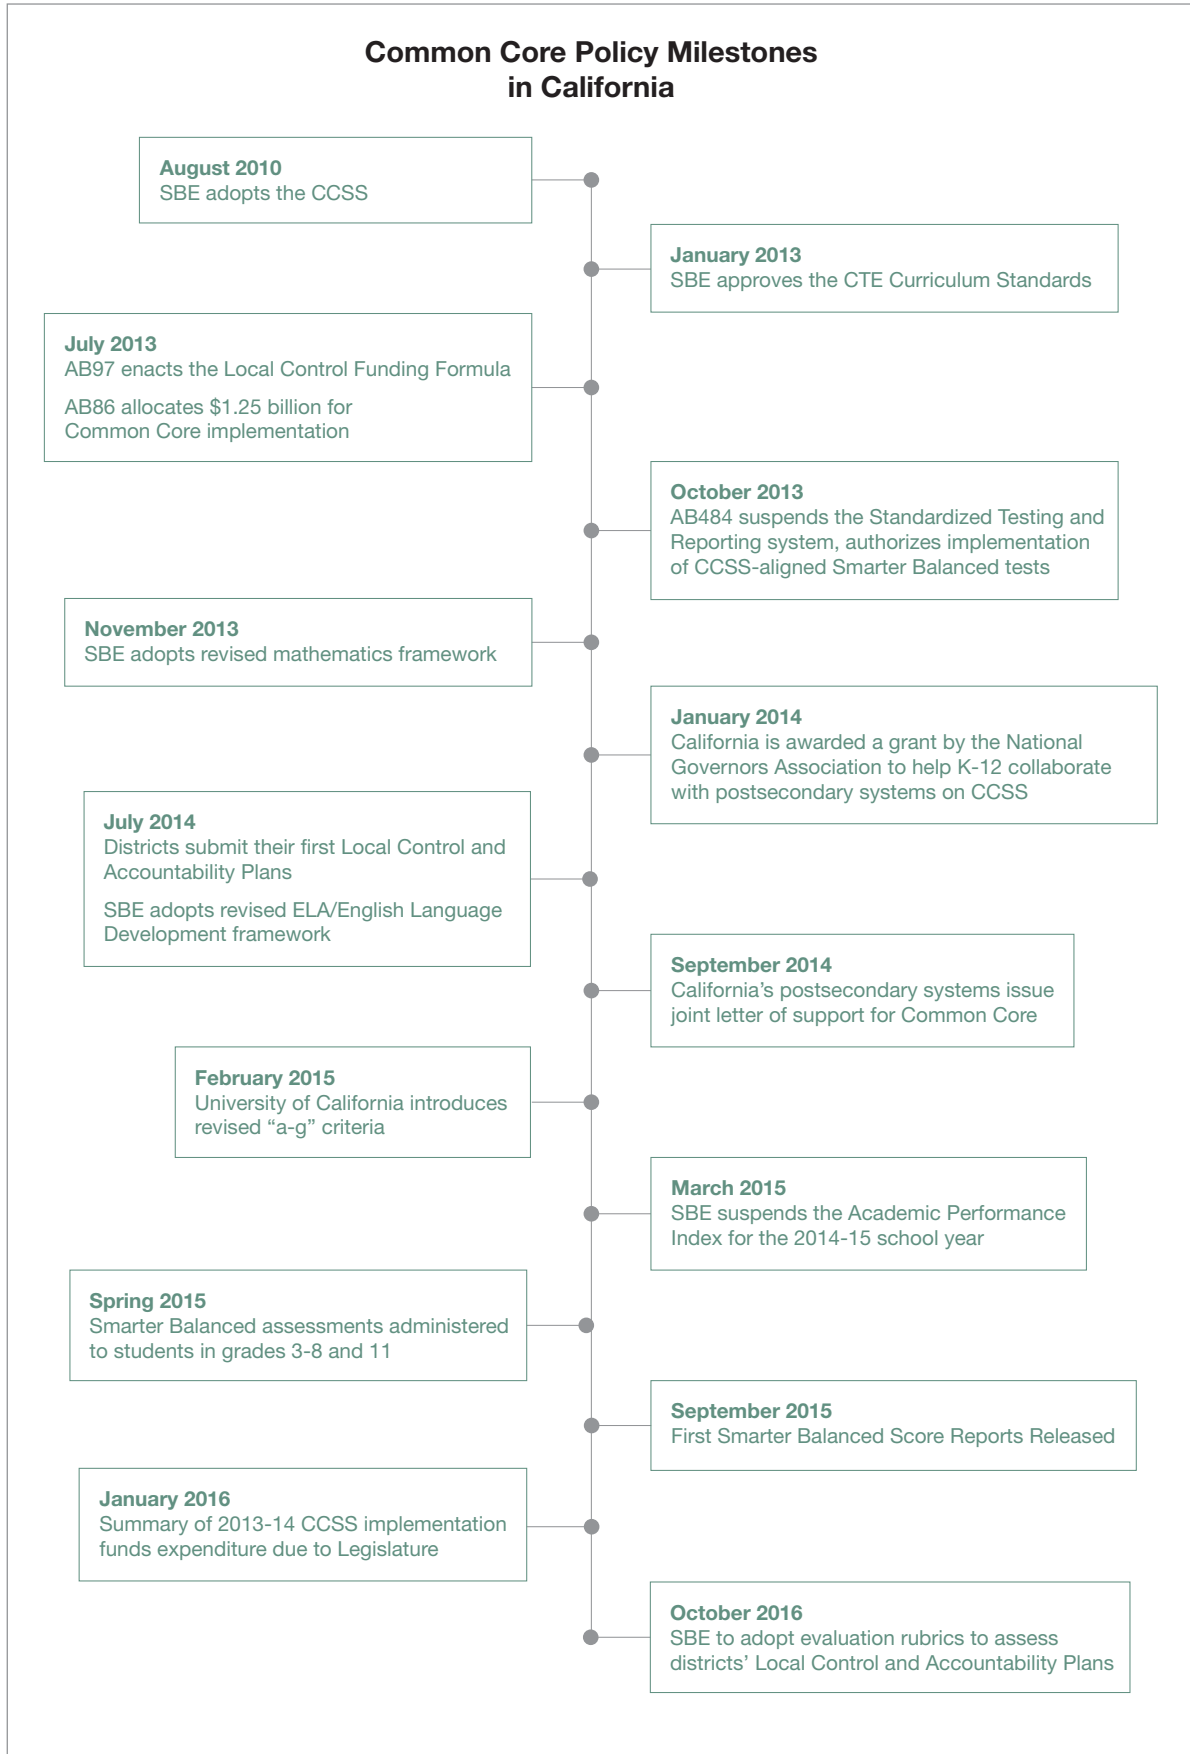 Common Core Policy Milestones
in California
August 2010
SBE adopts the CCSS
January 2013
SBE approves the CTE Curriculum Standards
July 2013
AB97 enacts the Local Control Funding Formula
AB86 allocates $1.25 billion for
Common Core implementation
October 2013
AB484 suspends the Standardized Testing and
Reporting system, authorizes implementation
of CCSS-aligned Smarter Balanced tests
November 2013
SBE adopts revised mathematics framework
January 2014
California is awarded a grant by the National
Governors Association to help K-12 collaborate
with postsecondary systems on CCSS
July 2014
Districts submit their first Local Control and
Accountability Plans
SBE adopts revised ELA/English Language
Development framework
September 2014
California’s postsecondary systems issue
joint letter of support for Common Core
February 2015
University of California introduces
revised “a-g” criteria
March 2015
SBE suspends the Academic Performance
Index for the 2014-15 school year
Spring 2015
Smarter Balanced assessments administered
to students in grades 3-8 and 11
September 2015
First Smarter Balanced Score Reports Released
January 2016
Summary of 2013-14 CCSS implementation
funds expenditure due to Legislature
October 2016
SBE to adopt evaluation rubrics to assess
districts’ Local Control and Accountability Plans